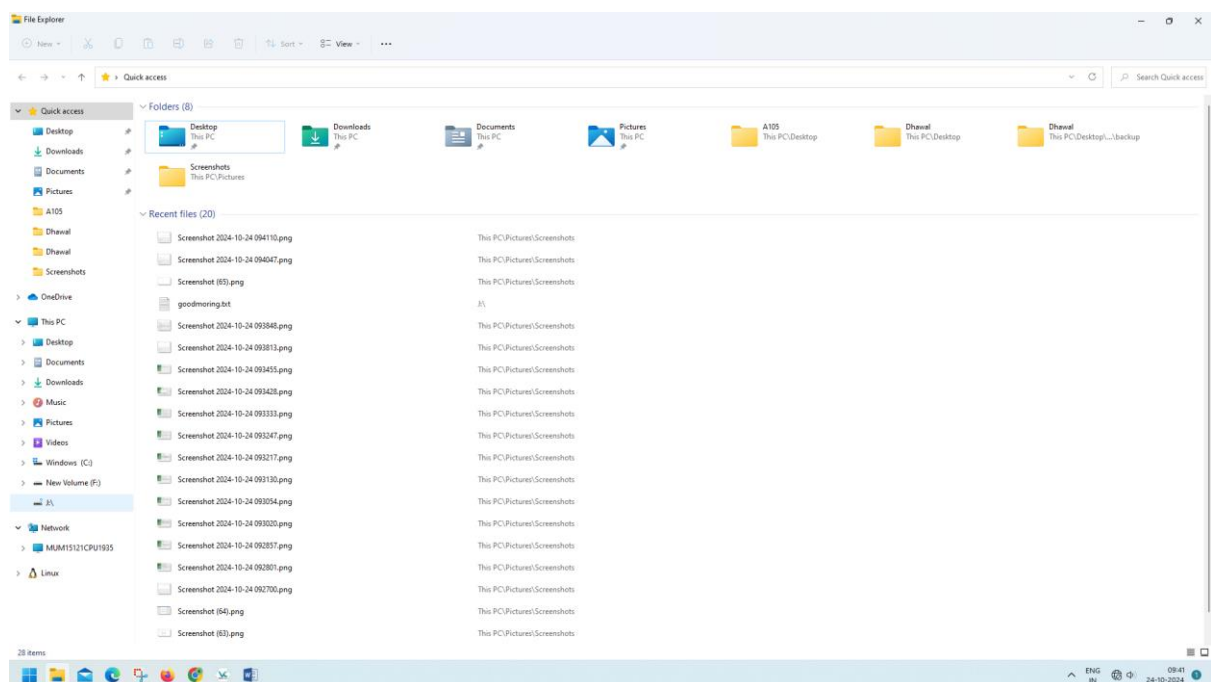 File Explorer
New
Sort
View
Quick access
Search Quick access
Quick access
Desktop
Downloads
Documents
Pictures
A105
Dhawal
Dhawal
Screenshots
OneDrive
This PC
Desktop
Documents
Downloads
Music
Pictures
Videos
Windows (C:)
New Volume (F:)
Network
MUM15121CPU1935
Linux
Folders (8)
Desktop
This PC
Downloads
This PC
Documents
This PC
Pictures
This PC
A105
This PC\Desktop
Dhawal
This PC\Desktop
Dhawal
This PC\Desktop\...\backup
Screenshots
This PC\Pictures
Recent files (20)
Screenshot 2024-10-24 094110.png This PC\Pictures\Screenshots
Screenshot 2024-10-24 094047.png This PC\Pictures\Screenshots
Screenshot (65).png This PC\Pictures\Screenshots
goodmoring.txt
Screenshot 2024-10-24 093848.png This PC\Pictures\Screenshots
Screenshot 2024-10-24 093813.png This PC\Pictures\Screenshots
Screenshot 2024-10-24 093455.png This PC\Pictures\Screenshots
Screenshot 2024-10-24 093428.png This PC\Pictures\Screenshots
Screenshot 2024-10-24 093333.png This PC\Pictures\Screenshots
Screenshot 2024-10-24 093247.png This PC\Pictures\Screenshots
Screenshot 2024-10-24 093217.png This PC\Pictures\Screenshots
Screenshot 2024-10-24 093130.png This PC\Pictures\Screenshots
Screenshot 2024-10-24 093054.png This PC\Pictures\Screenshots
Screenshot 2024-10-24 093020.png This PC\Pictures\Screenshots
Screenshot 2024-10-24 092857.png This PC\Pictures\Screenshots
Screenshot 2024-10-24 092801.png This PC\Pictures\Screenshots
Screenshot 2024-10-24 092700.png This PC\Pictures\Screenshots
Screenshot (64).png This PC\Pictures\Screenshots
Screenshot (63).png This PC\Pictures\Screenshots
28 items
ENG
IN
09:41
24-10-2024